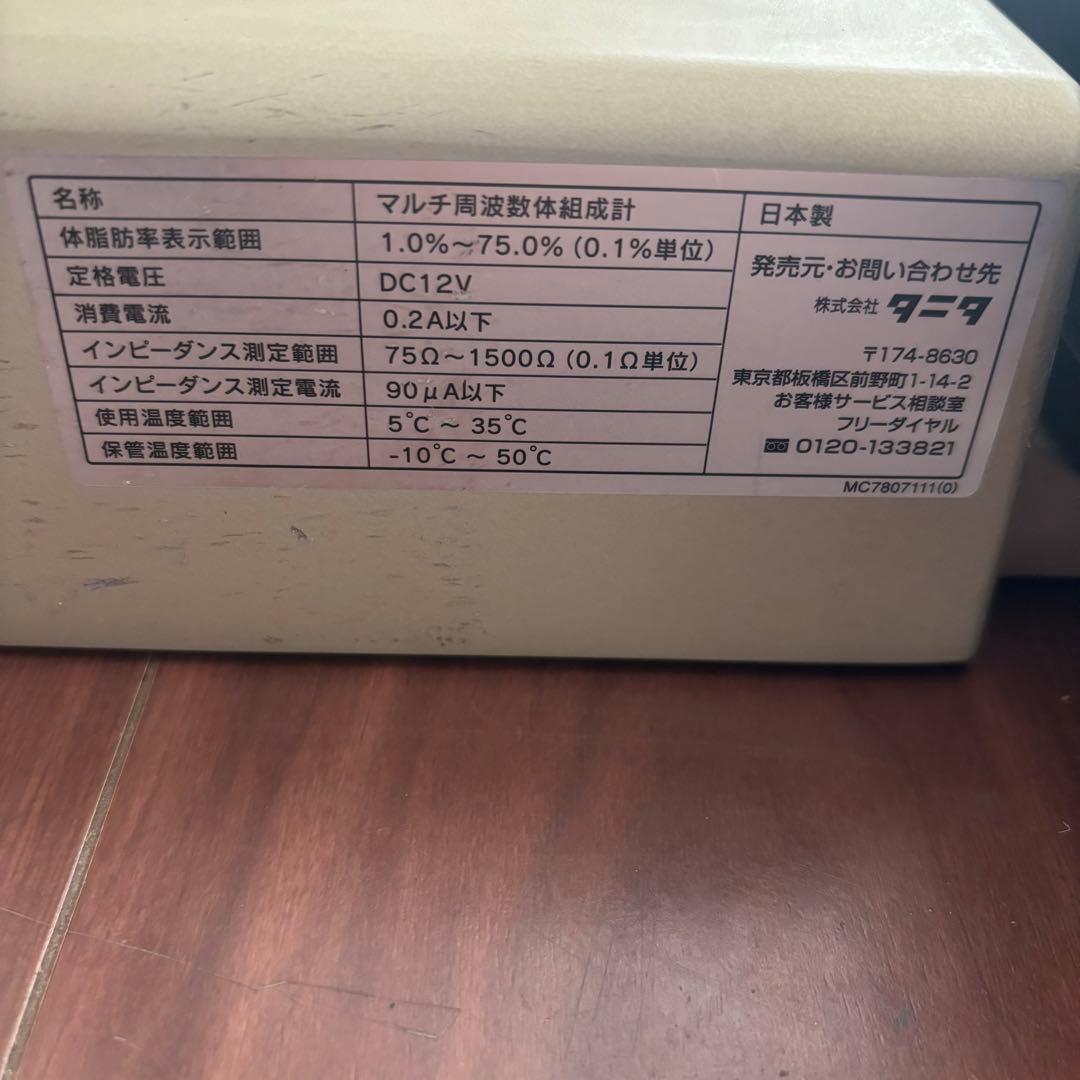 名称 マルチ周波数体組成計
体脂肪率表示範囲 1.0%～75.0% (0.1%単位)
定格電圧 DC12V
消費電流 0.2A以下
インピーダンス測定範囲 75Ω～1500Ω (0.1Ω単位)
インピーダンス測定電流 90μA以下
使用温度範囲 5℃ ～ 35℃
保管温度範囲 -10℃ ～ 50℃
日本製
発売元・お問い合わせ先
株式会社 タニタ
〒174-8630
東京都板橋区前野町1-14-2
お客様サービス相談室
フリーダイヤル
0120-133821
MC7807111(0)